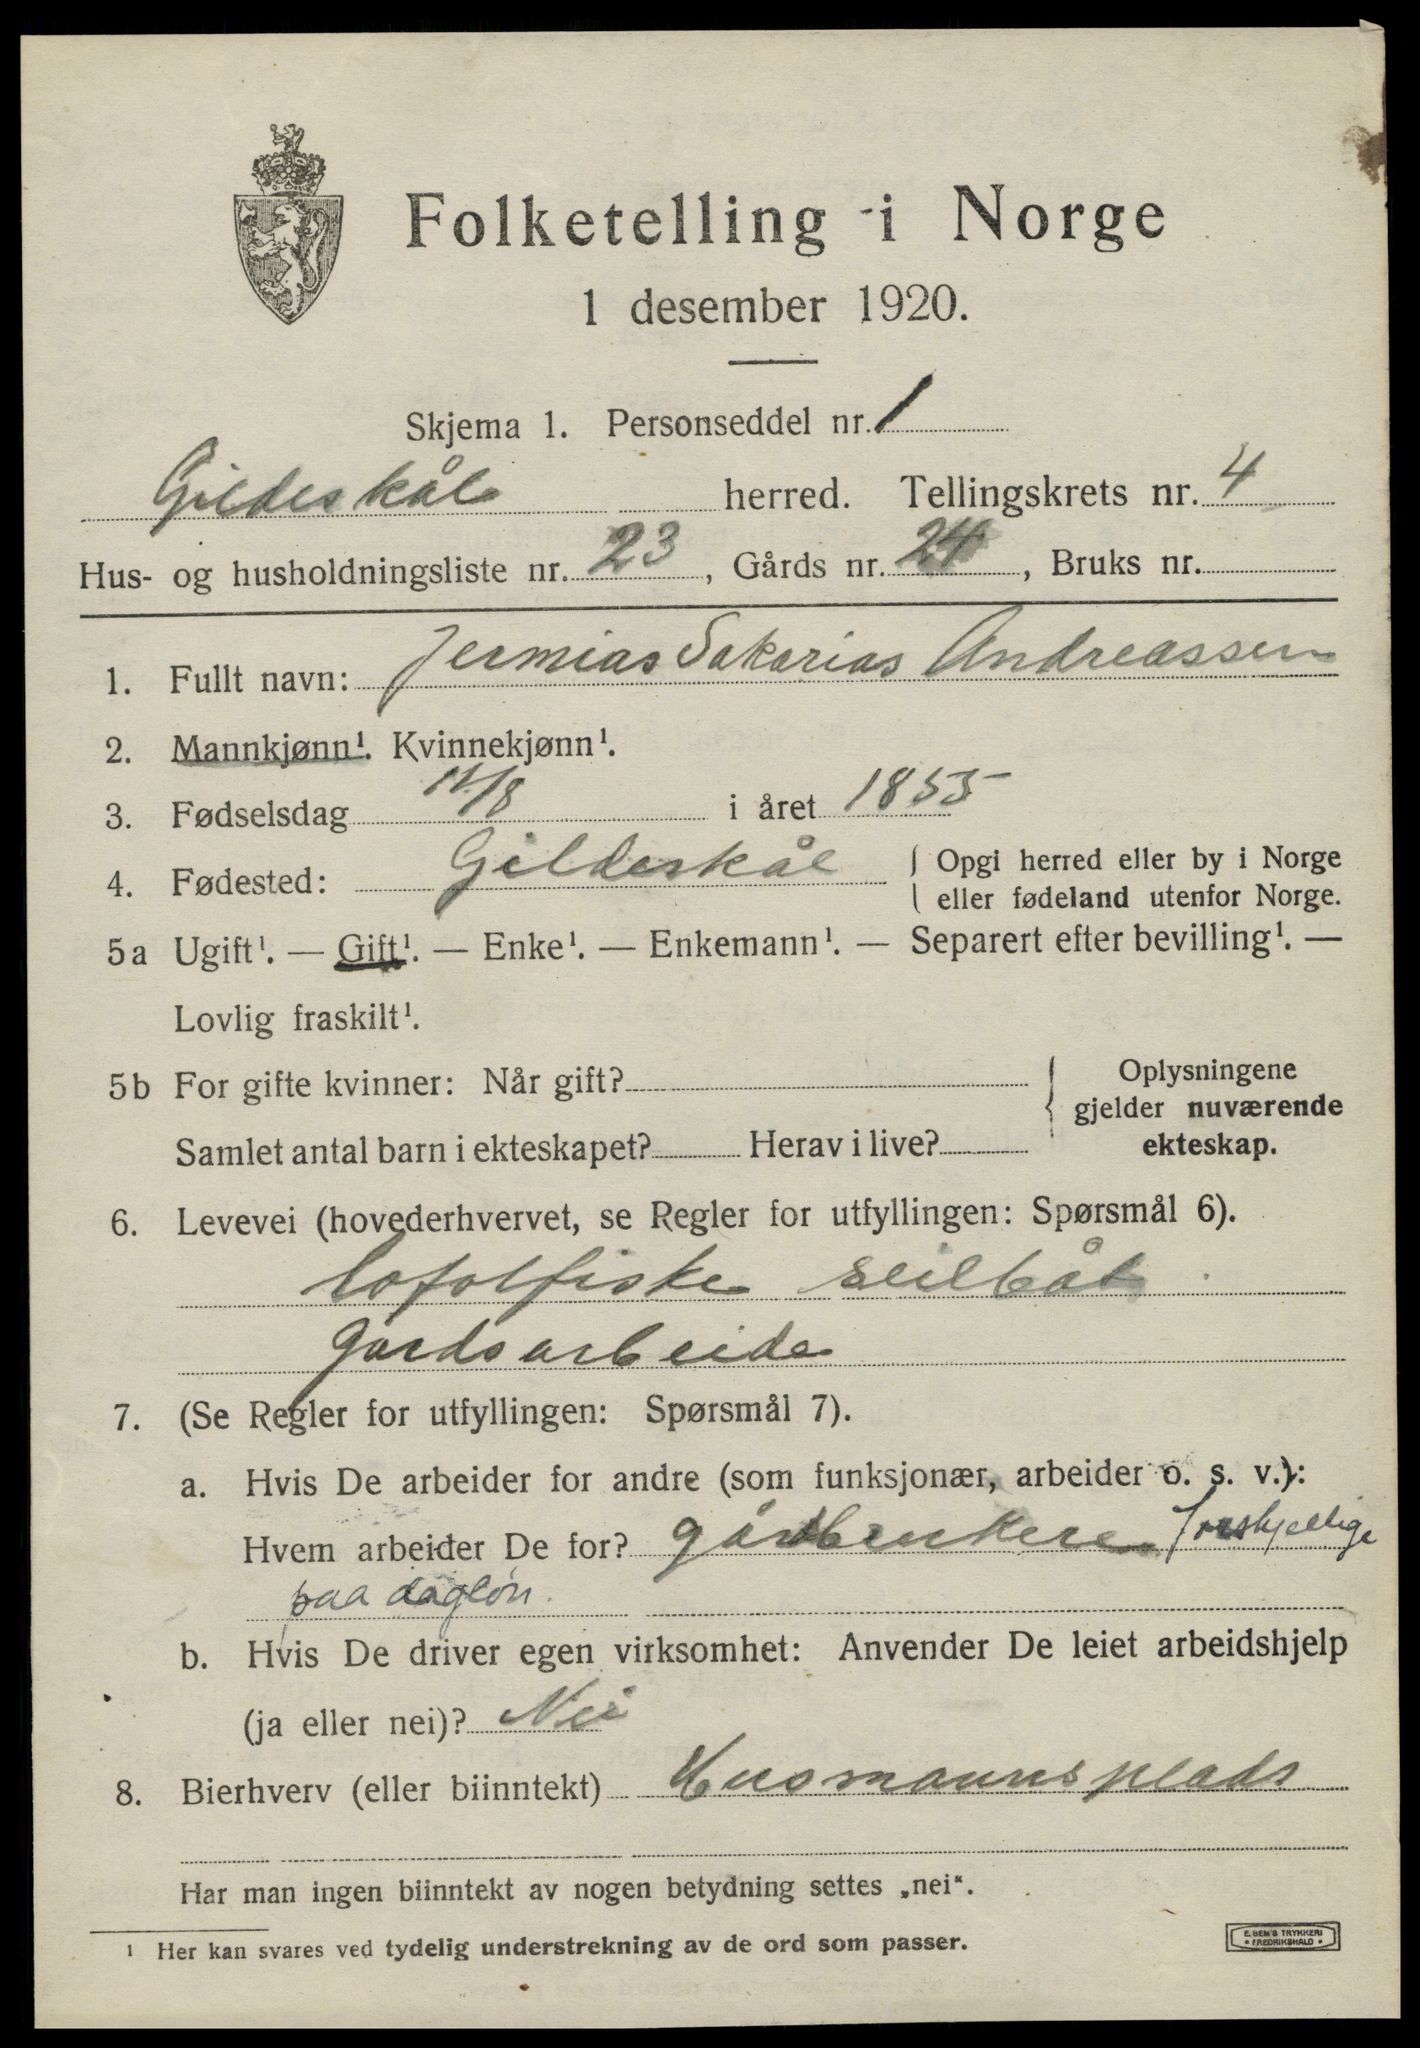 Folketelling i Norge
1 desember 1920.
Skjema 1. Personseddel nr. 1
Gildeskål herred. Tellingskrets nr. 4
Hus- og husholdningsliste nr. 23, Gårds nr. 24, Bruks nr.
1. Fullt navn: Jermias Sakarias Andreassen
2. Mannkjønn¹. Kvinnekjønn¹.
3. Fødselsdag /8 i året 1855
4. Fødested: Gildeskål { Opgi herred eller by i Norge
eller fødeland utenfor Norge.
5a Ugift¹. — Gift¹. — Enke¹. — Enkemann¹. — Separert efter bevilling¹. —
Lovlig fraskilt¹.
5b For gifte kvinner: Når gift? { Oplysningene
gjelder nuværende
Samlet antal barn i ekteskapet? Herav i live? ekteskap.
6. Levevei (hovederhvervet, se Regler for utfyllingen: Spørsmål 6).
lofotfiske seilbåt
gårdsarbeide
7. (Se Regler for utfyllingen: Spørsmål 7).
a. Hvis De arbeider for andre (som funksjonær, arbeider o. s. v.):
Hvem arbeider De for? gårdbrukere forskjellige
paa dagløn.
b. Hvis De driver egen virksomhet: Anvender De leiet arbeidshjelp
(ja eller nei)? Nei
8. Bierhverv (eller biinntekt) Husmannsplads
Har man ingen biinntekt av nogen betydning settes „nei“.
¹ Her kan svares ved tydelig understrekning av de ord som passer.
E. SEM'S TRYKKERI
* FREDRIKSHALD *